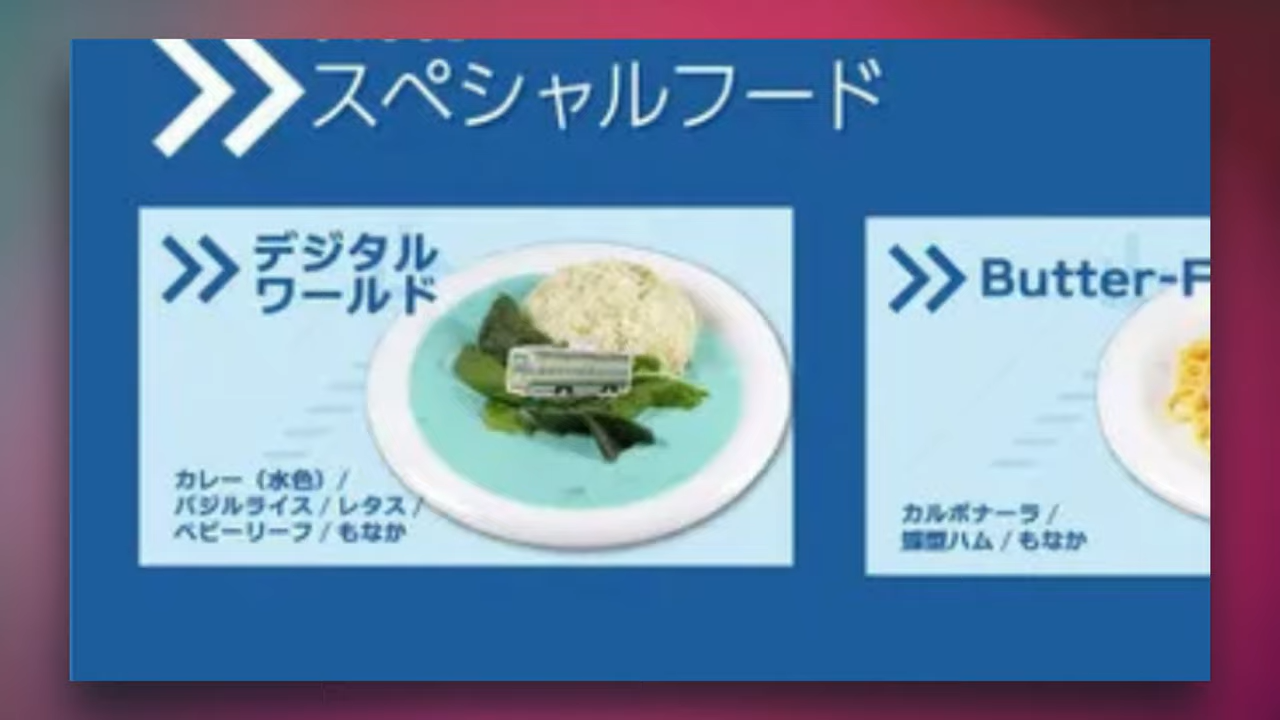 スペシャルフード
デジタル
ワールド
カレー（水色）/
バジルライス / レタス /
ベビーリーフ / もなか
Butter-F
カルボナーラ /
蝶型ハム / もなか